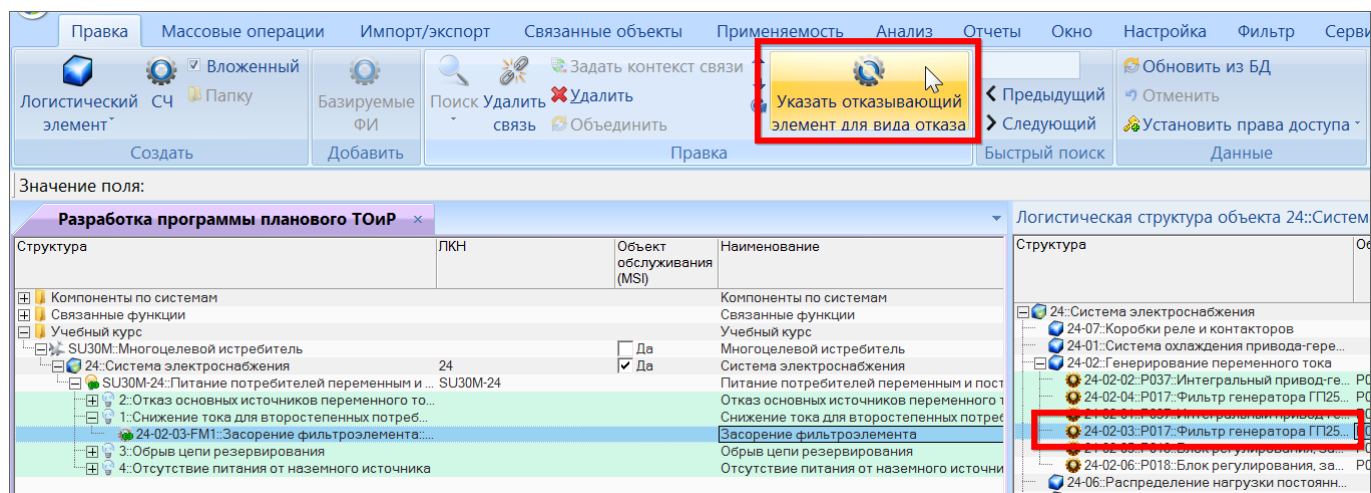 Правка Массовые операции Импорт/экспорт Связанные объекты Применяемость Анализ Отчеты Окно Настройка Фильтр
Логистический элемент СЧ Вложенный Папку
Создать
Базируемые ФИ
Добавить
Поиск Удалить связь Задать контекст связи Удалить Объединить
Указать отказывающий
элемент для вида отказа
Правка
Предыдущий
Следующий
Быстрый поиск
Обновить из БД
Отменить
Установить права доступа
Данные
Значение поля:
Разработка программы планового ТОиР ×
Структура ЛКН Объект обслуживания (MSI) Наименование
Компоненты по системам Компоненты по системам
Связанные функции Связанные функции
Учебный курс Учебный курс
SU30M::Многоцелевой истребитель Да Многоцелевой истребитель
24::Система электроснабжения 24 Да Система электроснабжения
SU30M-24::Питание потребителей переменным и ... SU30M-24 Питание потребителей переменным и пост
2::Отказ основных источников переменного то... Отказ основных источников переменного т
1::Снижение тока для второстепенных потреб... Снижение тока для второстепенных потреб
24-02-03-FM1::Засорение фильтроэлемента::... Засорение фильтроэлемента
3::Обрыв цепи резервирования Обрыв цепи резервирования
4::Отсутствие питания от наземного источника Отсутствие питания от наземного источни
Логистическая структура объекта 24::Систем
Структура
24::Система электроснабжения
24-07::Коробки реле и контакторов
24-01::Система охлаждения привода-гере...
24-02::Генерирование переменного тока
24-02-02::P037::Интегральный привод-ге...
24-02-04::P017::Фильтр генератора ГП25...
24-02-03::P017::Фильтр генератора ГП25...
24-02-06::P018::Блок регулирования, за...
24-06::Распределение нагрузки постоянн...